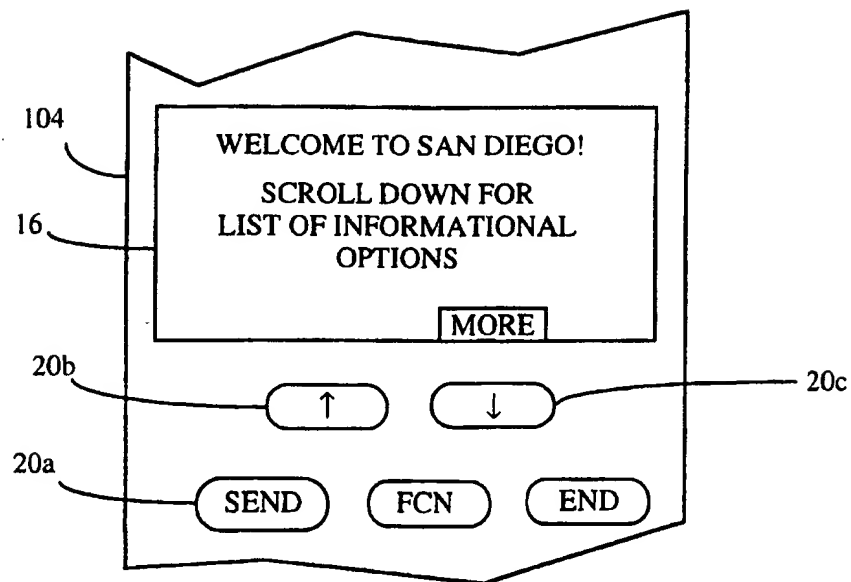 104
WELCOME TO SAN DIEGO!
SCROLL DOWN FOR
16
LIST OF INFORMATIONAL
OPTIONS
MORE
20b
↑
↓
20c
20a
SEND
FCN
END